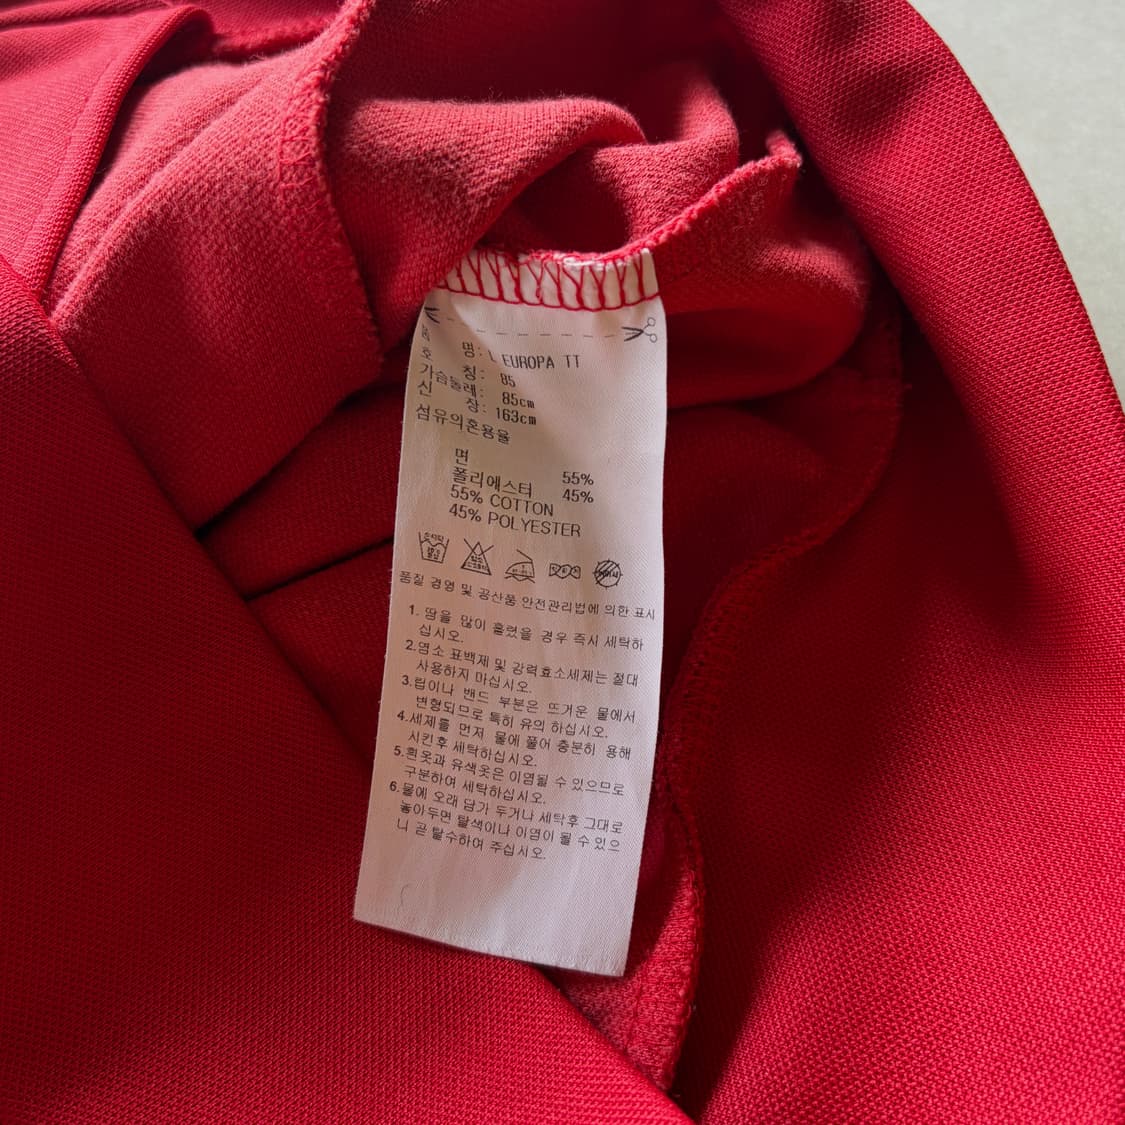 품 명: L EUROPA TT
호 칭: 85
가슴둘레: 85cm
신 장: 163cm
섬유의혼용율
면 55%
폴리에스터 45%
55% COTTON
45% POLYESTER
품질 경영 및 공산품 안전관리법에 의한 표시
1. 땀을 많이 흘렸을 경우 즉시 세탁하
십시오.
2.염소 표백제 및 강력효소세제는 절대
사용하지 마십시오.
3.립이나 밴드 부분은 뜨거운 물에서
변형되므로 특히 유의 하십시오.
4.세제를 먼저 물에 풀어 충분히 용해
시킨후 세탁하십시오.
5.흰옷과 유색옷은 이염될 수 있으므로
구분하여 세탁하십시오.
6.물에 오래 담가 두거나 세탁후 그대로
놓아두면 탈색이나 이염이 될 수 있으
니 곧 탈수하여 주십시오.